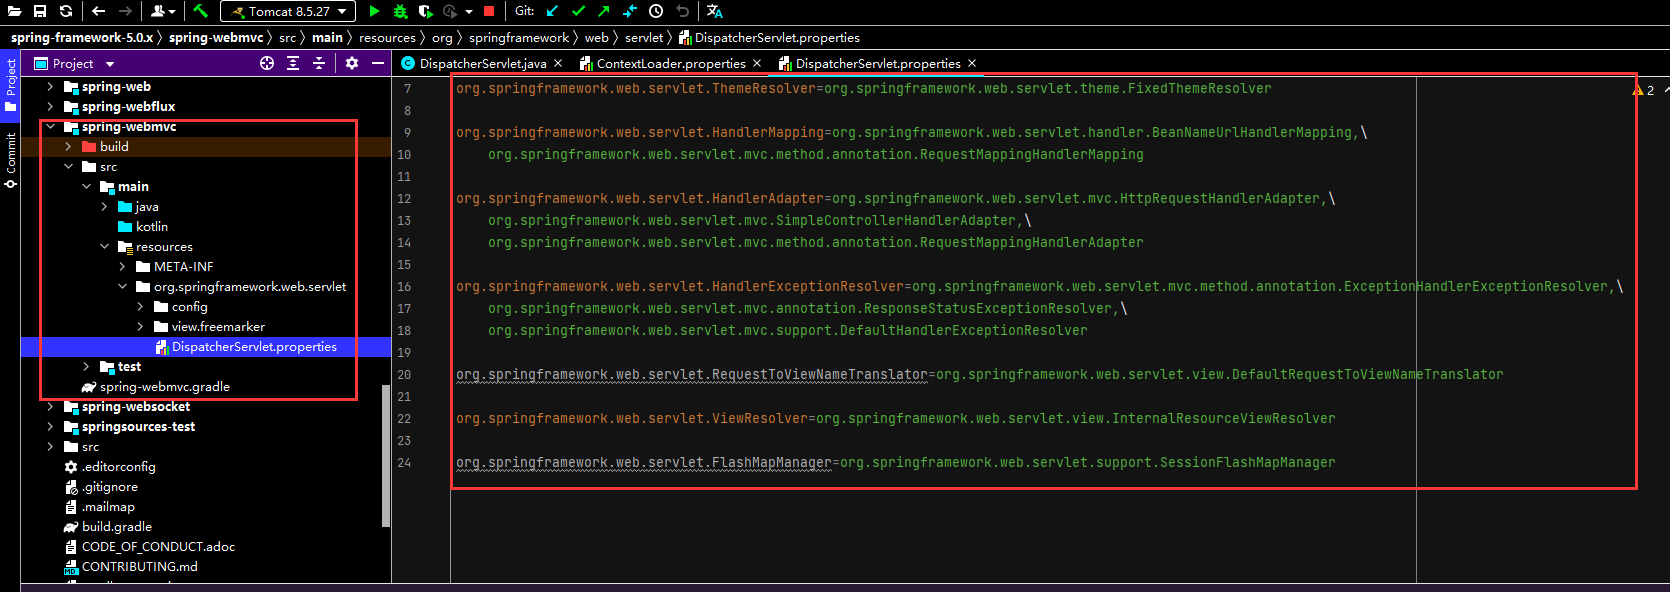 Tomcat 8.5.27
Git:
spring-framework-5.0.x
spring-webmvc
src
main
resources
org
springframework
web
servlet
DispatcherServlet.properties
Project
Commit
Project
spring-web
spring-webflux
spring-webmvc
build
src
main
java
kotlin
resources
META-INF
org.springframework.web.servlet
config
view.freemarker
DispatcherServlet.properties
test
spring-webmvc.gradle
spring-websocket
springsources-test
src
.editorconfig
.gitignore
.mailmap
build.gradle
CODE_OF_CONDUCT.adoc
CONTRIBUTING.md
DispatcherServlet.java
ContextLoader.properties
DispatcherServlet.properties
2
7 org.springframework.web.servlet.ThemeResolver=org.springframework.web.servlet.theme.FixedThemeResolver
8
9 org.springframework.web.servlet.HandlerMapping=org.springframework.web.servlet.handler.BeanNameUrlHandlerMapping,\
10 org.springframework.web.servlet.mvc.method.annotation.RequestMappingHandlerMapping
11
12 org.springframework.web.servlet.HandlerAdapter=org.springframework.web.servlet.mvc.HttpRequestHandlerAdapter,\
13 org.springframework.web.servlet.mvc.SimpleControllerHandlerAdapter,\
14 org.springframework.web.servlet.mvc.method.annotation.RequestMappingHandlerAdapter
15
16 org.springframework.web.servlet.HandlerExceptionResolver=org.springframework.web.servlet.mvc.method.annotation.ExceptionHandlerExceptionResolver,\
17 org.springframework.web.servlet.mvc.annotation.ResponseStatusExceptionResolver,\
18 org.springframework.web.servlet.mvc.support.DefaultHandlerExceptionResolver
19
20 org.springframework.web.servlet.RequestToViewNameTranslator=org.springframework.web.servlet.view.DefaultRequestToViewNameTranslator
21
22 org.springframework.web.servlet.ViewResolver=org.springframework.web.servlet.view.InternalResourceViewResolver
23
24 org.springframework.web.servlet.FlashMapManager=org.springframework.web.servlet.support.SessionFlashMapManager